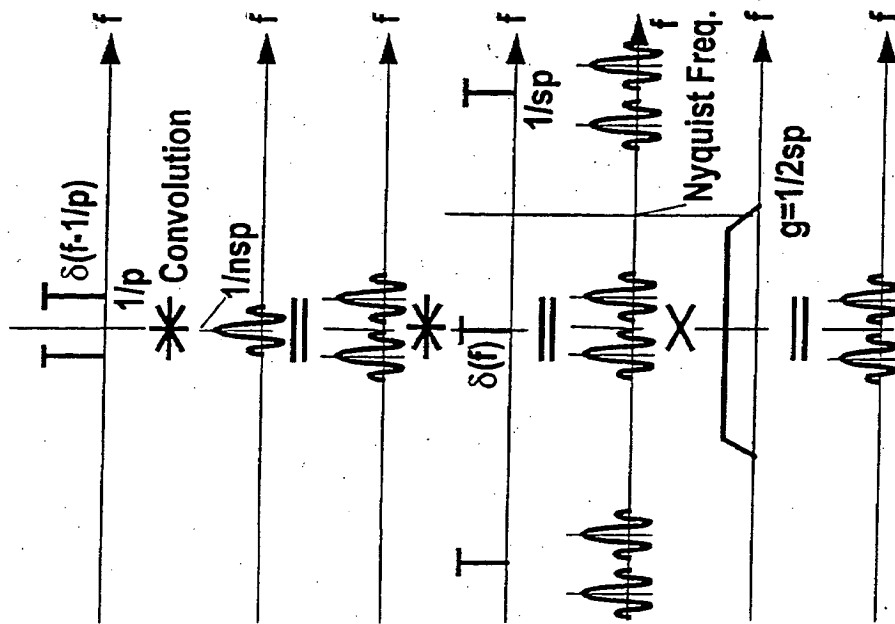 f
δ(f-1/p)
1/p
Convolution
f
1/nsp
f
f
δ(f)
1/sp
f
Nyquist Freq.
f
g=1/2sp
f